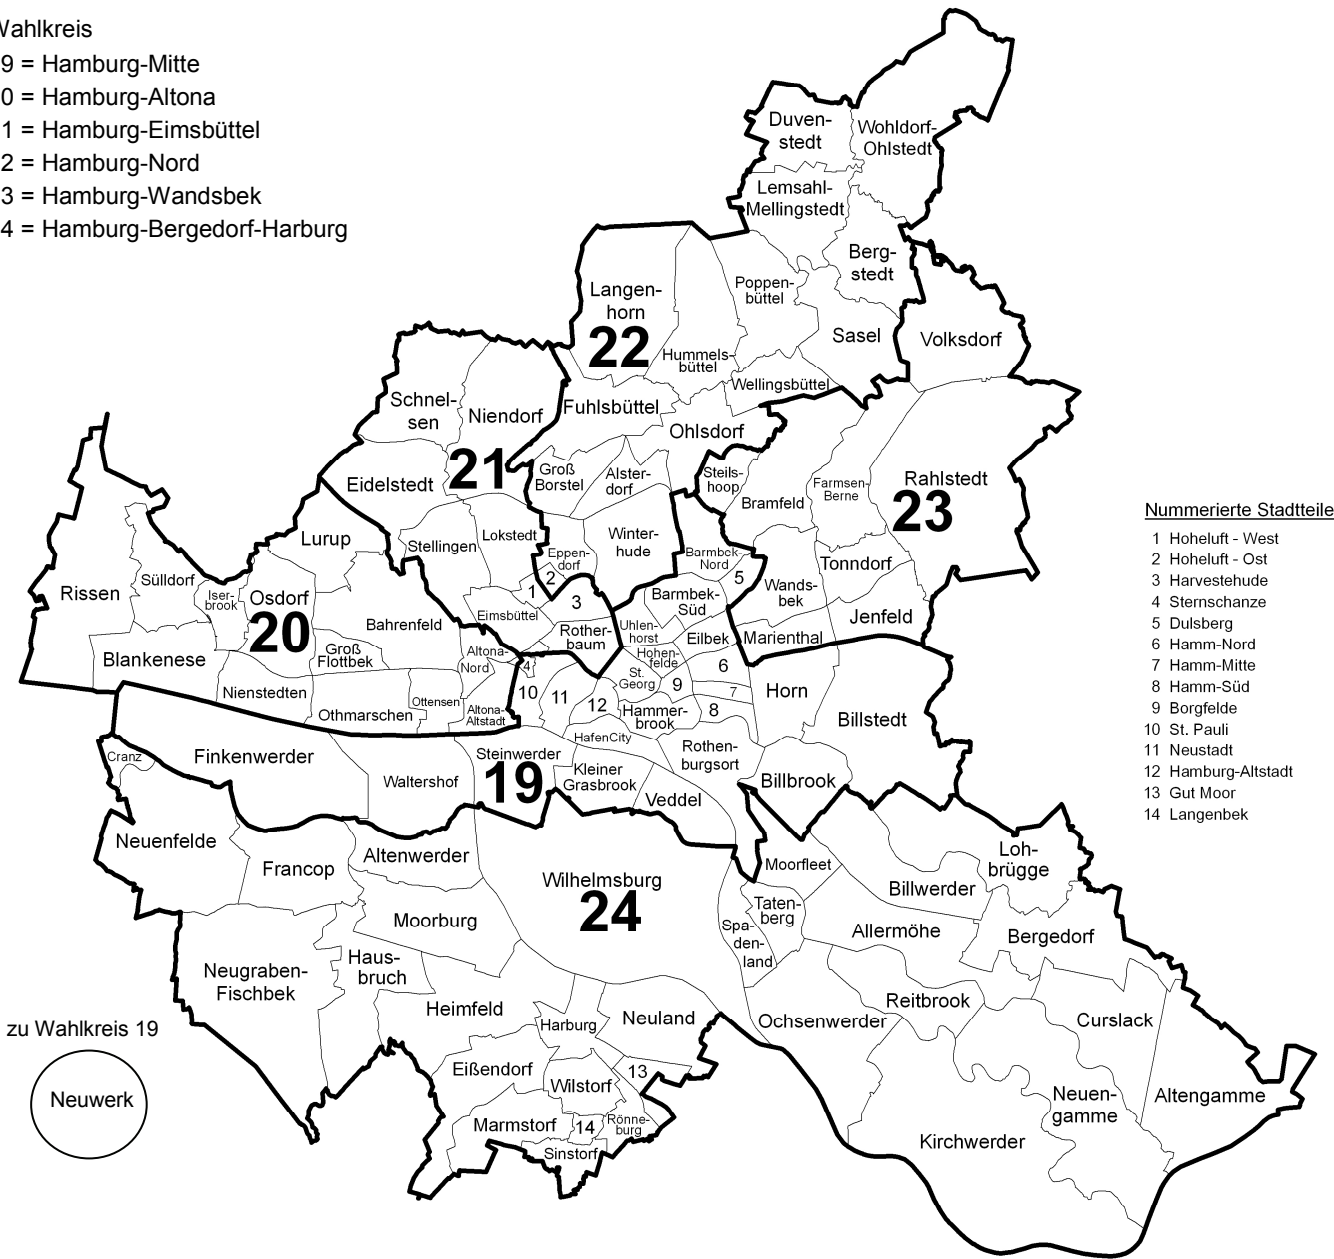 Wahlkreis
9 = Hamburg-Mitte
0 = Hamburg-Altona
1 = Hamburg-Eimsbüttel
2 = Hamburg-Nord
3 = Hamburg-Wandsbek
4 = Hamburg-Bergedorf-Harburg
Duven-
stedt
Wohldorf-
Ohlstedt
Lemsahl-
Mellingstedt
Berg-
stedt
Poppen-
büttel
Sasel
Volksdorf
Langen-
horn
22
Hummels-
büttel
Wellingsbüttel
Schnel-
sen
Niendorf
21
Fuhlsbüttel
Ohlsdorf
Eidelstedt
Groß
Borstel
Alster-
dorf
Steils-
hoop
Bramfeld
Farmsen-
Berne
Rahlstedt
23
Lurup
Stellingen
Lokstedt
Eppen-
dorf
Winter-
hude
Barmbck-
Nord
5
Tonndorf
Wands-
bek
Jenfeld
Marienthal
Rissen
Sülldorf
Iser-
brook
Osdorf
20
Bahrenfeld
Groß
Flottbek
Blankenese
Nienstedten
Othmarschen
Ottensen
Altona-
Nord
Altona-
Altstadt
Eimsbüttel
1
2
3
Rother-
baum
4
Barmbek-
Süd
Uhlen-
horst
Eilbek
Hohen-
felde
St.
Georg
6
7
8
9
10
11
12
Hammer-
brook
Horn
Billstedt
HafenCity
Rothen-
burgsort
Billbrook
Cranz
Finkenwerder
Waltershof
Steinwerder
19
Kleiner
Grasbrook
Veddel
Neuenfelde
Francop
Altenwerder
Moorburg
Wilhelmsburg
24
Moorfleet
Billwerder
Loh-
brügge
Taten-
berg
Spa-
den-
land
Allermöhe
Bergedorf
Neugraben-
Fischbek
Haus-
bruch
Heimfeld
Harburg
Neuland
Ochsenwerder
Reitbrook
Curslack
Eißendorf
Wilstorf
13
Neuen-
gamme
Altengamme
Marmstorf
14
Rönne-
burg
Sinstorf
Kirchwerder
zu Wahlkreis 19
Neuwerk
Nummerierte Stadtteile
1 Hoheluft - West
2 Hoheluft - Ost
3 Harvestehude
4 Sternschanze
5 Dulsberg
6 Hamm-Nord
7 Hamm-Mitte
8 Hamm-Süd
9 Borgfelde
10 St. Pauli
11 Neustadt
12 Hamburg-Altstadt
13 Gut Moor
14 Langenbek